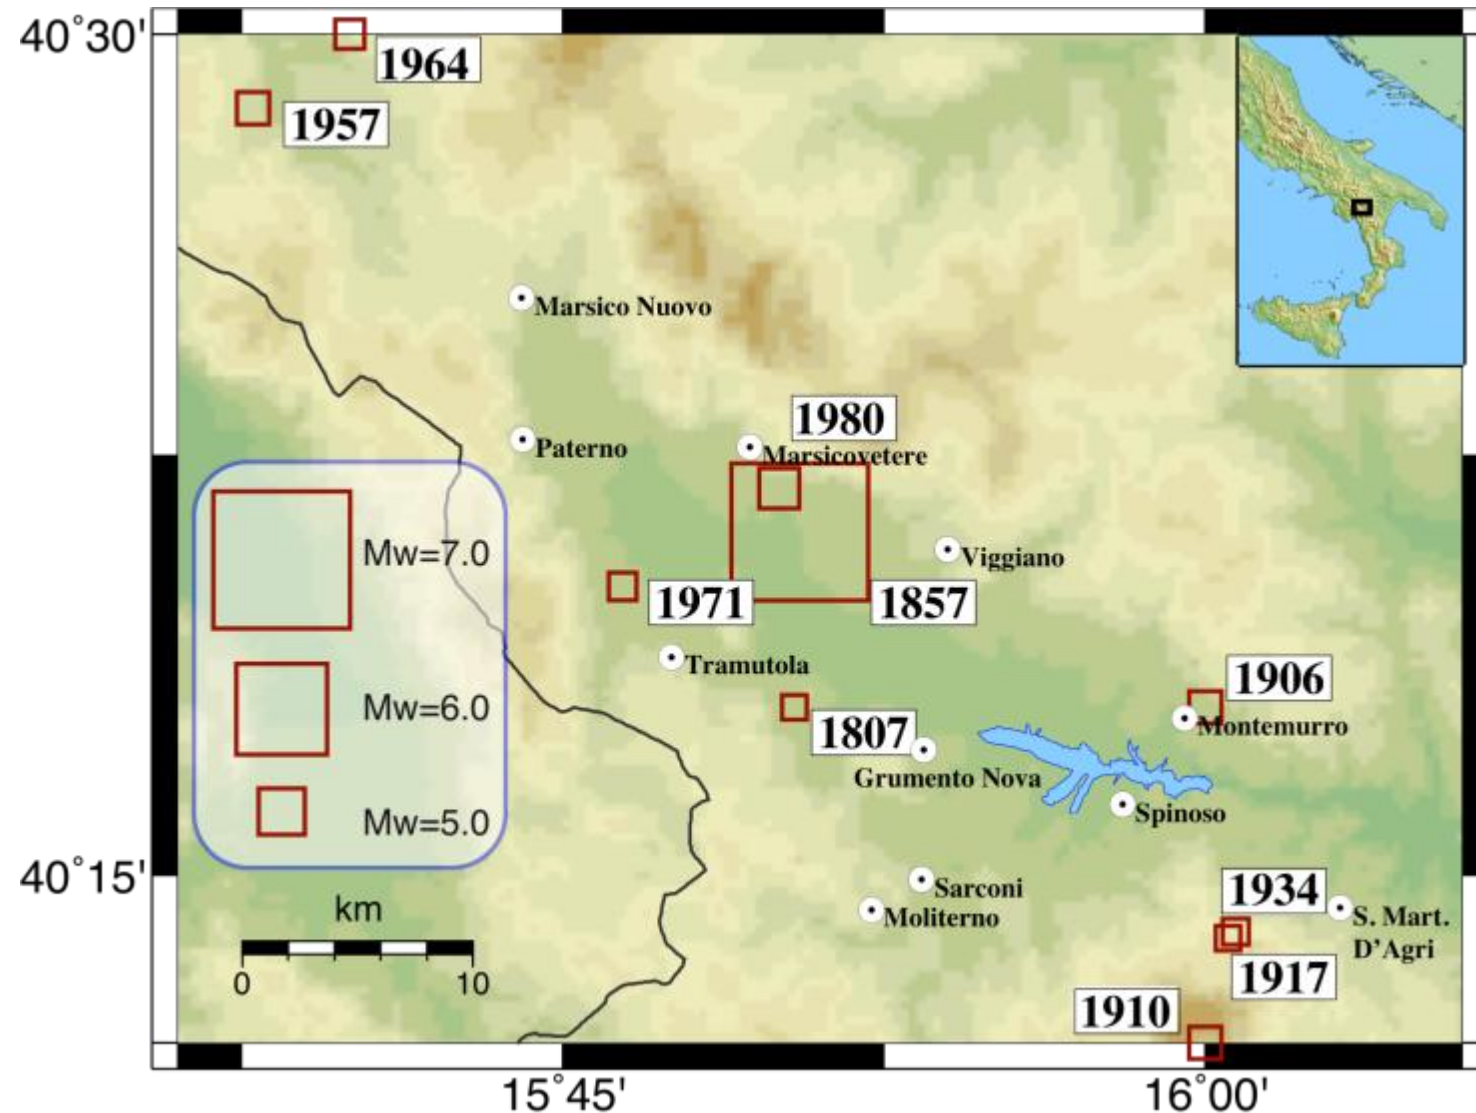 40°30'
1964
1957
Marsico Nuovo
1980
Paterno
Marsicovetere
Mw=7.0
Viggiano
1971
1857
Tramutola
1906
Mw=6.0
1807
Montemurro
Grumento Nova
Spinoso
Mw=5.0
40°15'
1934
Sarconi
km
Moliterno
S. Mart.
D'Agri
1917
0
10
1910
15°45'
16°00'